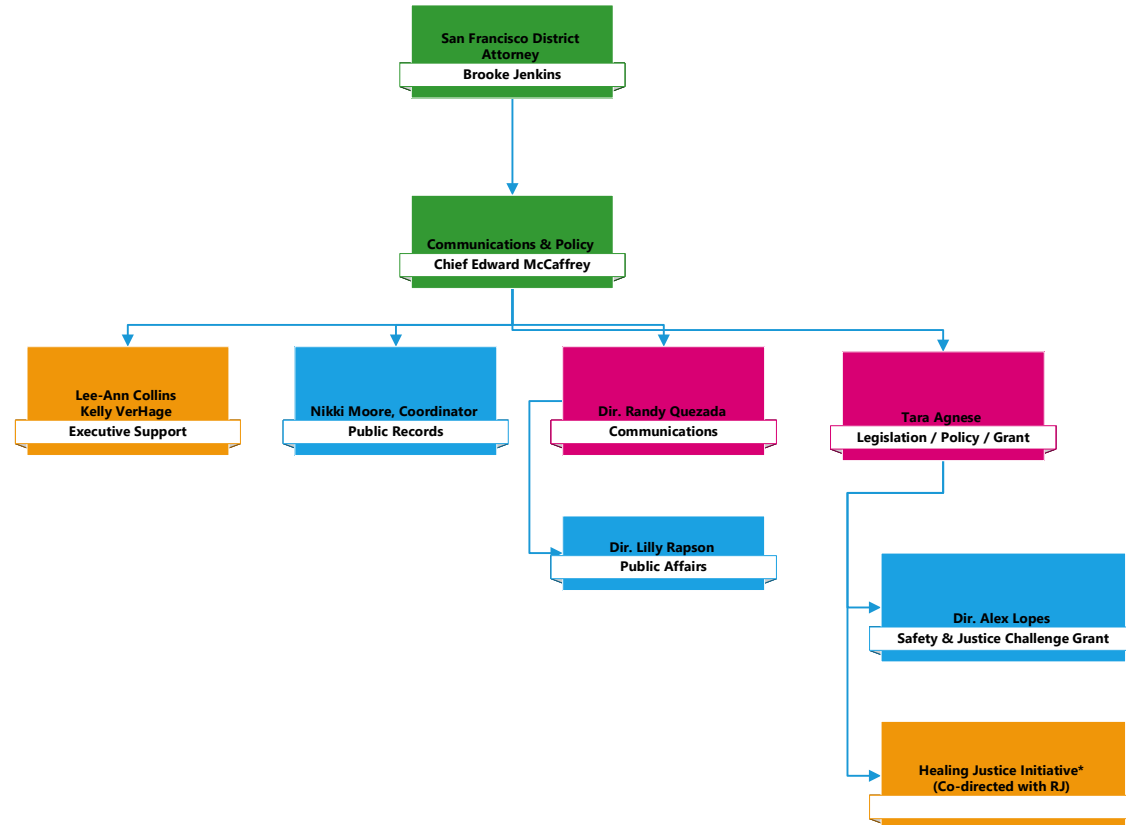 San Francisco District
Attorney
Brooke Jenkins
Communications & Policy
Chief Edward McCaffrey
Lee-Ann Collins
Kelly VerHage
Executive Support
Nikki Moore, Coordinator
Public Records
Dir. Randy Quezada
Communications
Tara Agnese
Legislation / Policy / Grant
Dir. Lilly Rapson
Public Affairs
Dir. Alex Lopes
Safety & Justice Challenge Grant
Healing Justice Initiative*
(Co-directed with RJ)